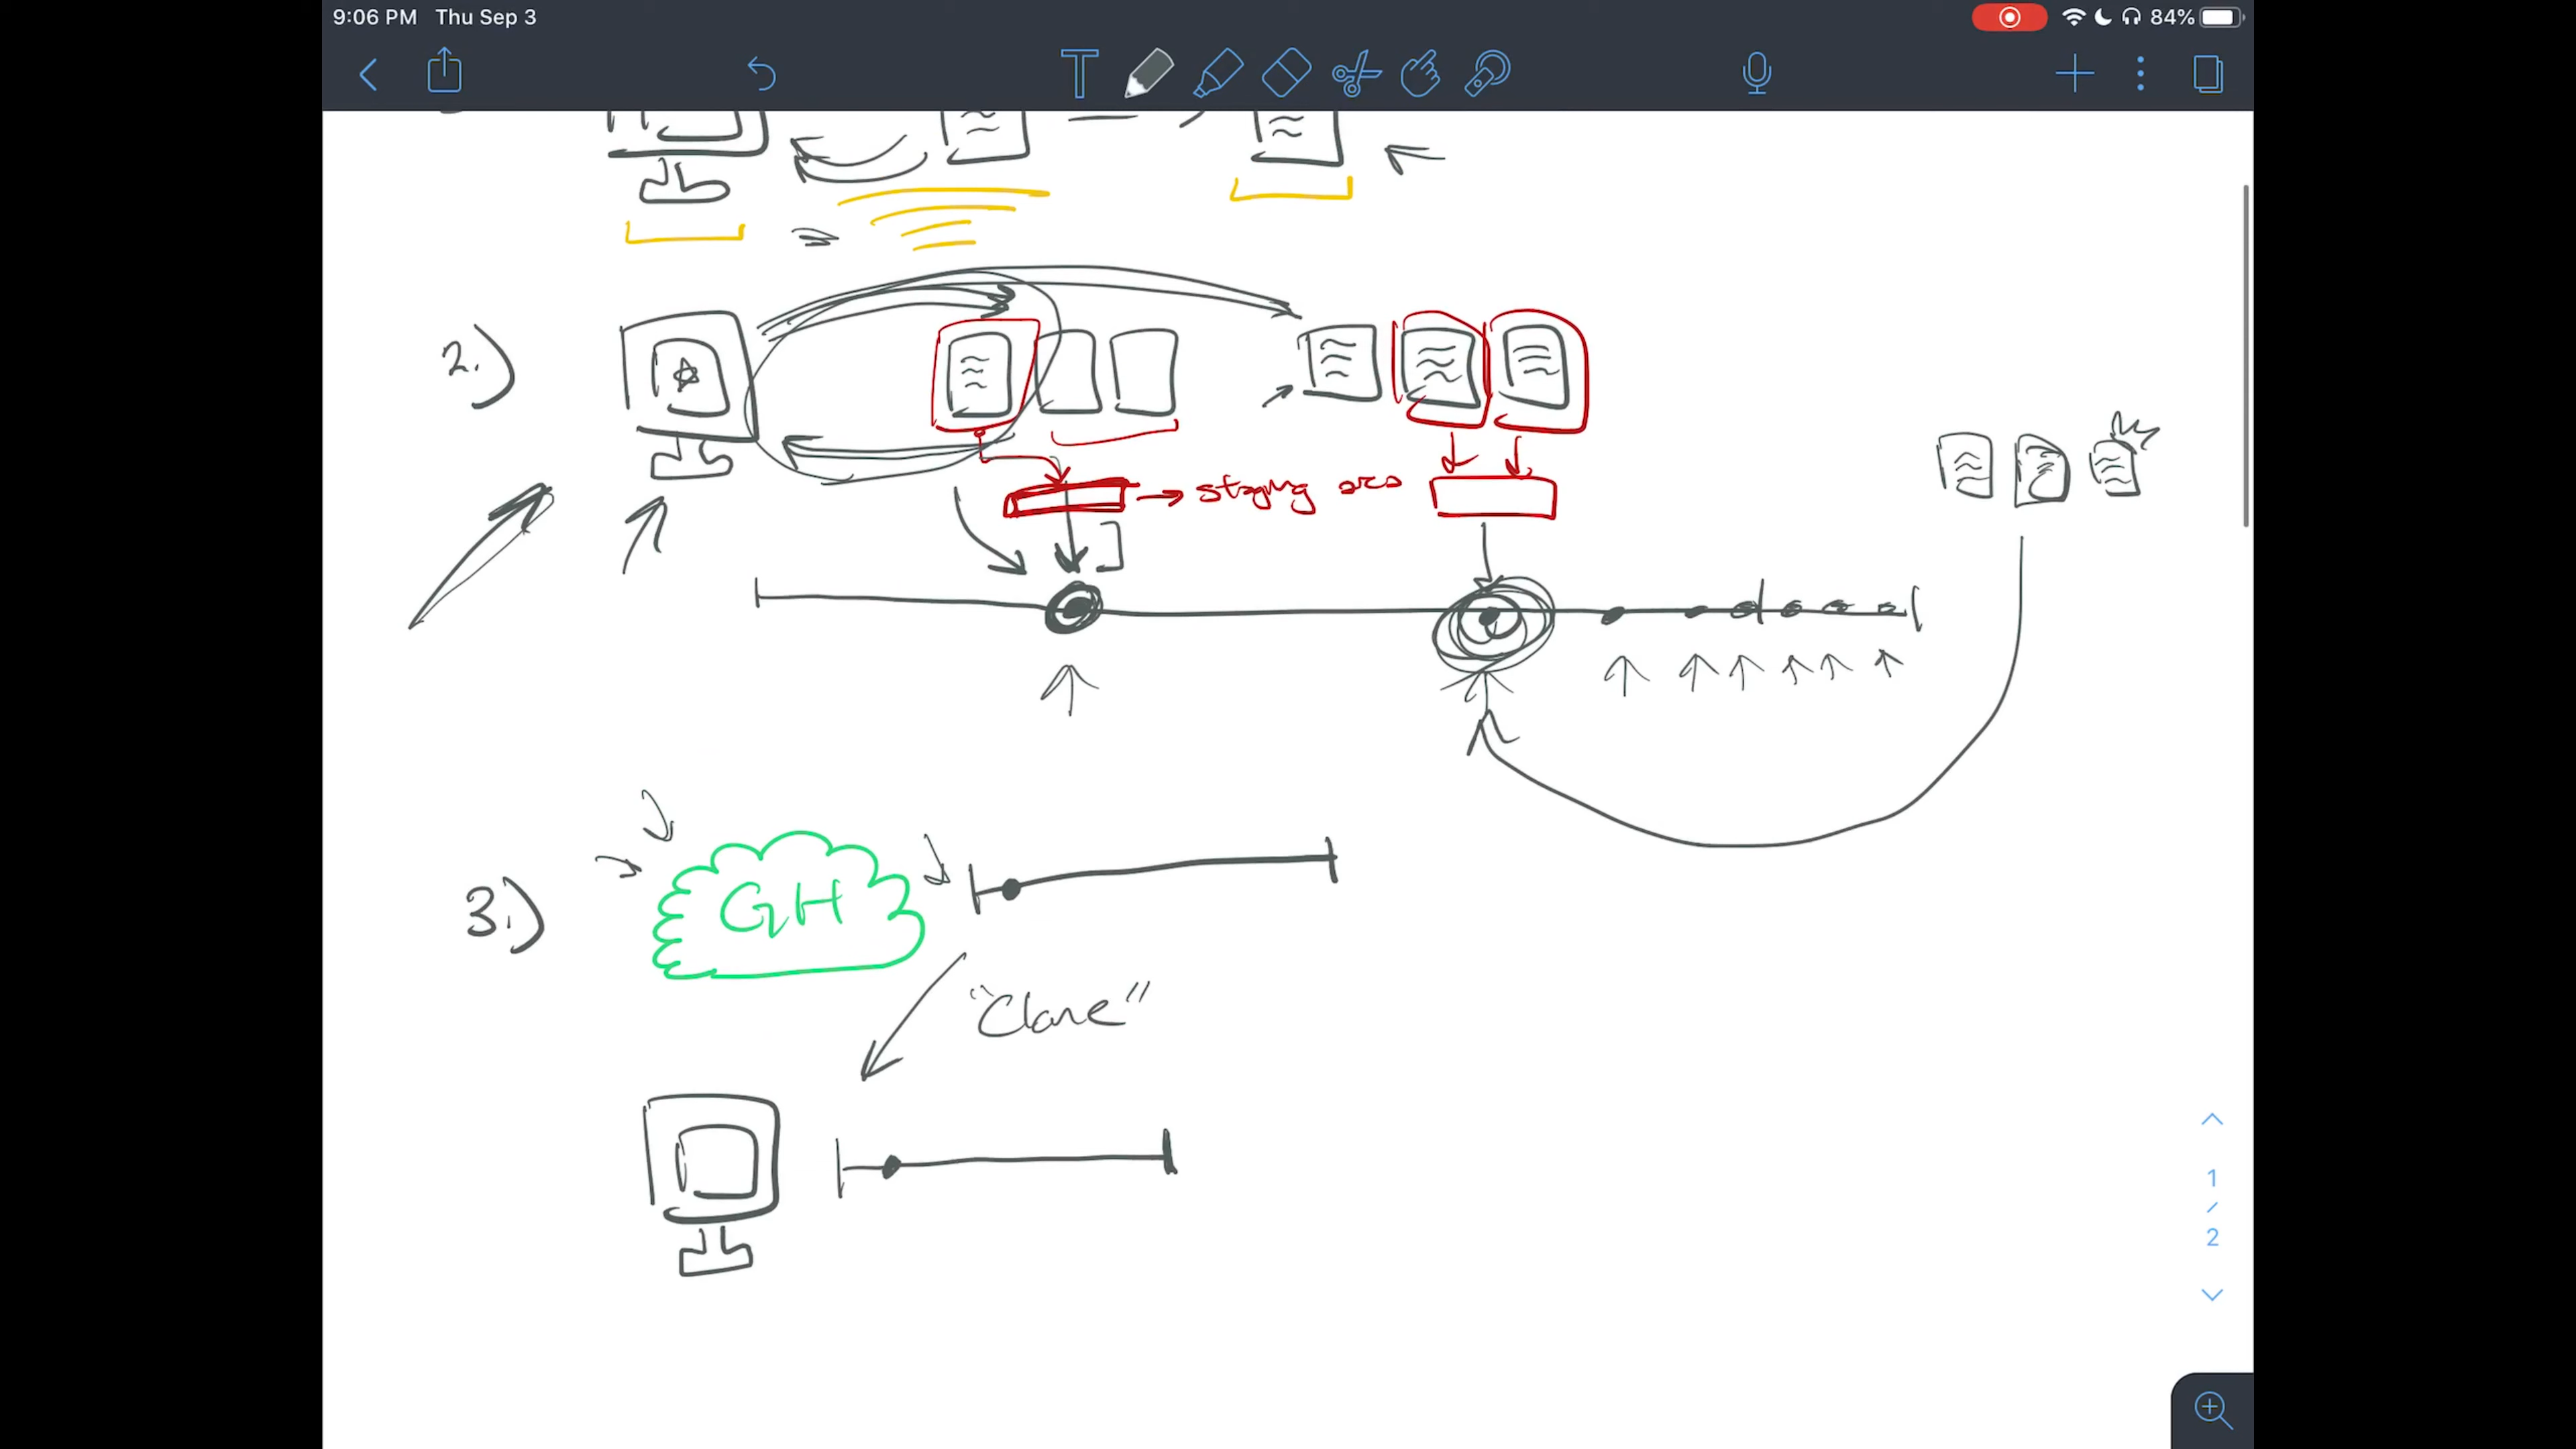 9:06 PM Thu Sep 3
84%
T
2.)
staging area
3.)
GH
"Clone"
1
/
2